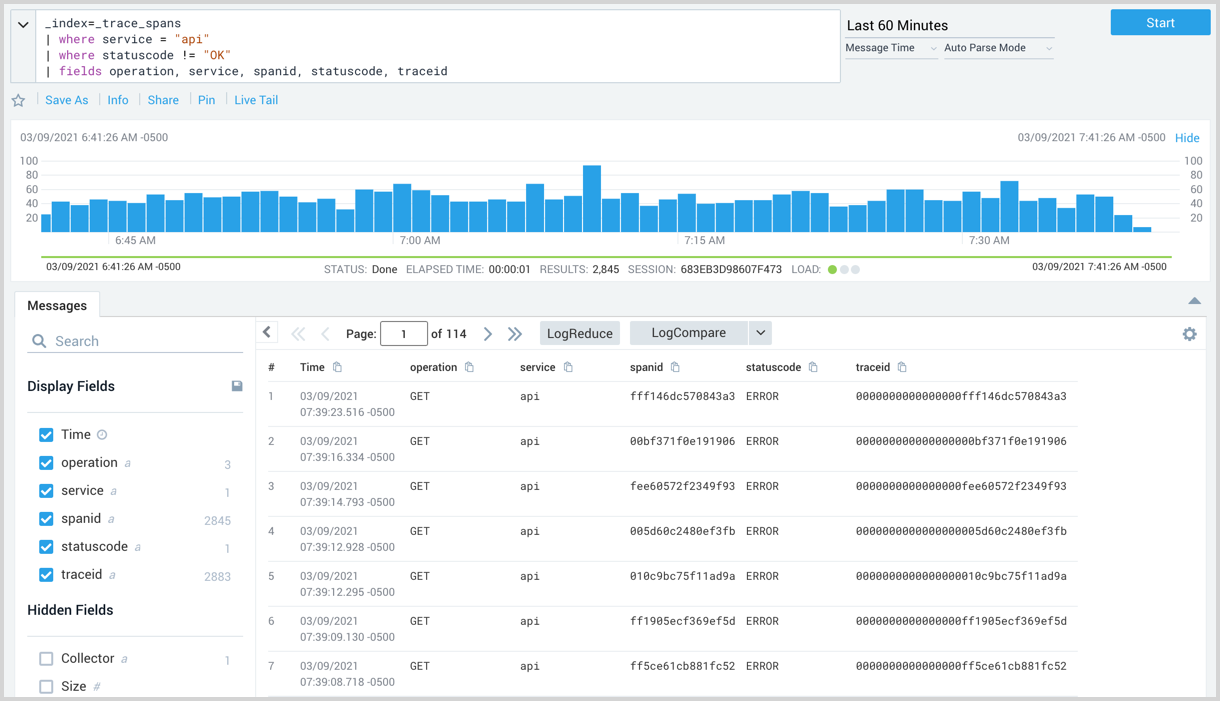 _index=_trace_spans
| where service = "api"
| where statuscode != "OK"
| fields operation, service, spanid, statuscode, traceid
Last 60 Minutes
Message Time Auto Parse Mode
Start
Save As Info Share Pin Live Tail
03/09/2021 6:41:26 AM -0500 03/09/2021 7:41:26 AM -0500 Hide
100 100
80 80
60 60
40 40
20 20
6:45 AM 7:00 AM 7:15 AM 7:30 AM
03/09/2021 6:41:26 AM -0500 STATUS: Done ELAPSED TIME: 00:00:01 RESULTS: 2,845 SESSION: 683EB3D98607F473 LOAD: 03/09/2021 7:41:26 AM -0500
Messages
Search
Display Fields
Time
operation a 3
service a 1
spanid a 2845
statuscode a 1
traceid a 2883
Hidden Fields
Collector a 1
Size #
Page: 1 of 114 LogReduce LogCompare
# Time operation service spanid statuscode traceid
1 03/09/2021 GET api fff146dc570843a3 ERROR 0000000000000000fff146dc570843a3
07:39:23.516 -0500
2 03/09/2021 GET api 00bf371f0e191906 ERROR 000000000000000000bf371f0e191906
07:39:16.334 -0500
3 03/09/2021 GET api fee60572f2349f93 ERROR 0000000000000000fee60572f2349f93
07:39:14.793 -0500
4 03/09/2021 GET api 005d60c2480ef3fb ERROR 0000000000000000005d60c2480ef3fb
07:39:12.928 -0500
5 03/09/2021 GET api 010c9bc75f11ad9a ERROR 0000000000000000010c9bc75f11ad9a
07:39:12.295 -0500
6 03/09/2021 GET api ff1905ecf369ef5d ERROR 0000000000000000ff1905ecf369ef5d
07:39:09.130 -0500
7 03/09/2021 GET api ff5ce61cb881fc52 ERROR 0000000000000000ff5ce61cb881fc52
07:39:08.718 -0500